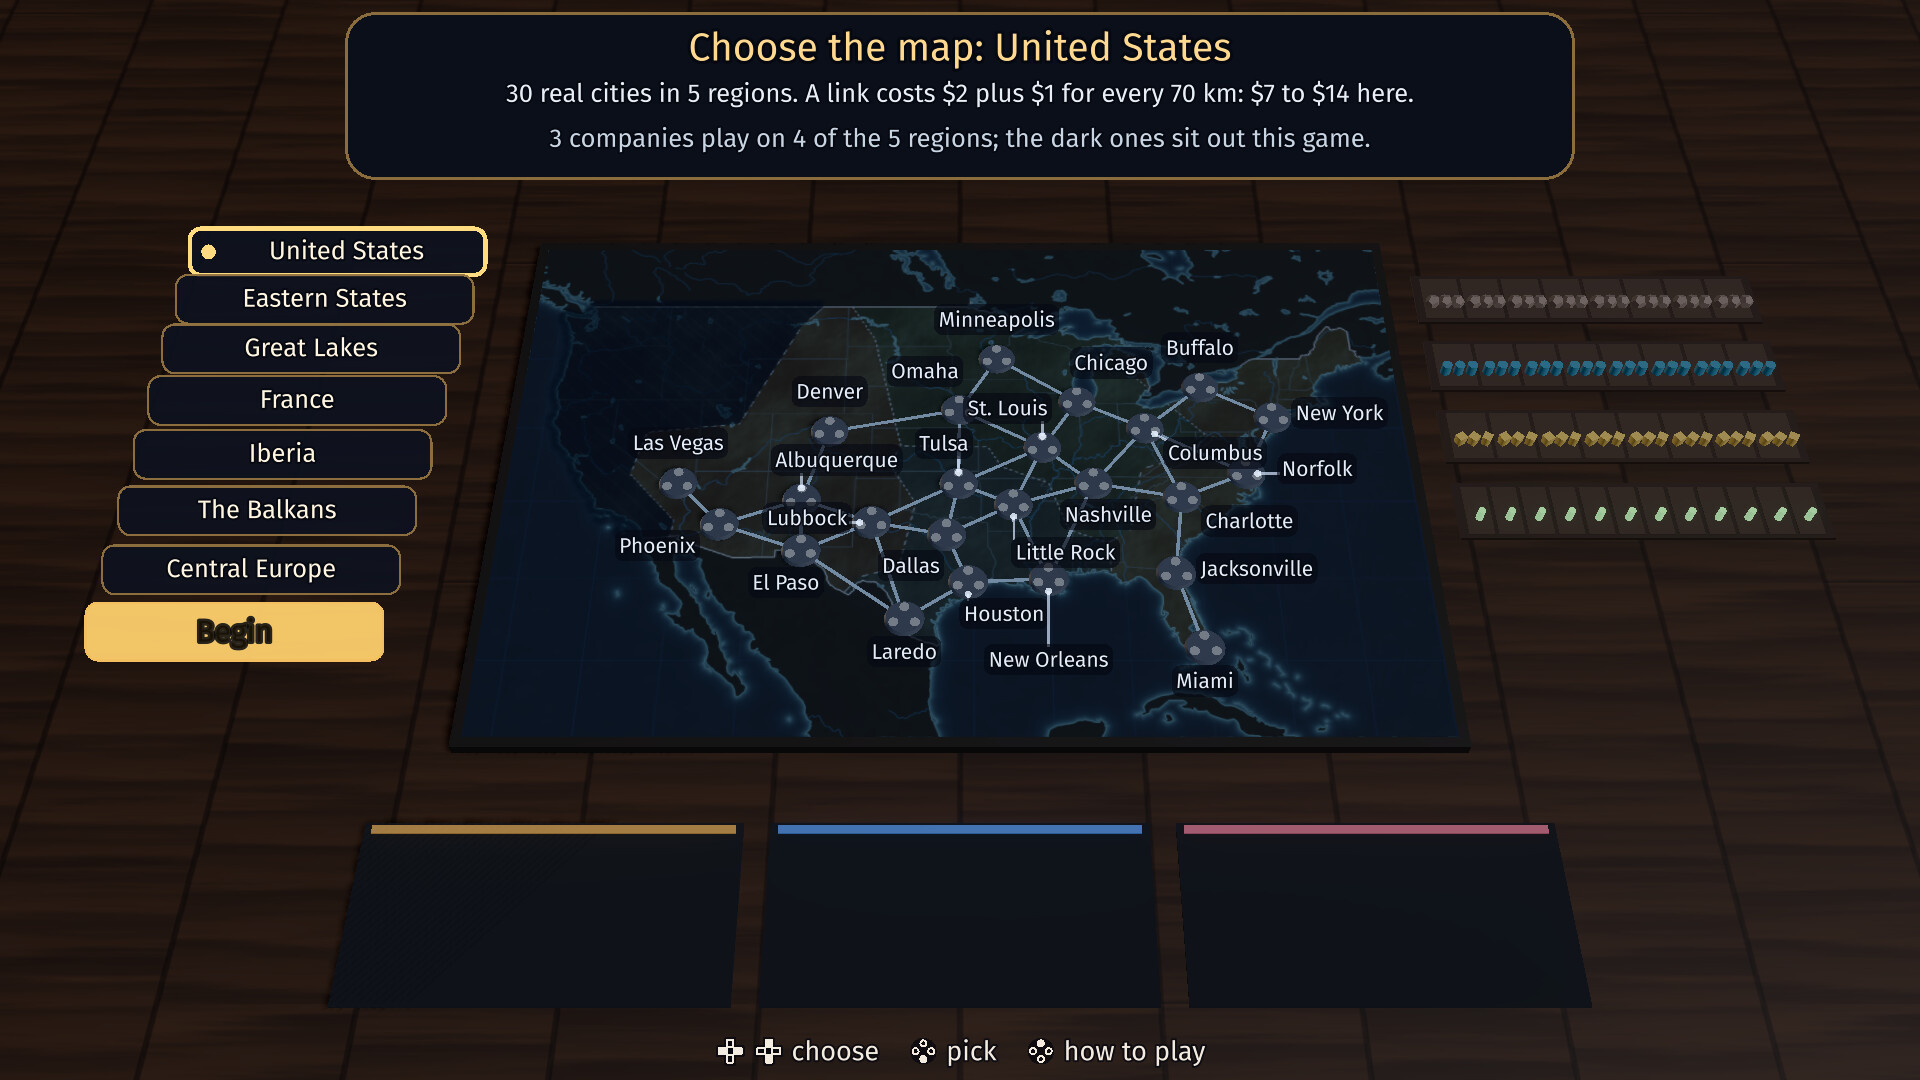 Choose the map: United States
30 real cities in 5 regions. A link costs $2 plus $1 for every 70 km: $7 to $14 here.
3 companies play on 4 of the 5 regions; the dark ones sit out this game.
United States
Eastern States
Great Lakes
France
Iberia
The Balkans
Central Europe
Begin
Minneapolis
Buffalo
Chicago
Omaha
Denver
St. Louis
New York
Las Vegas
Tulsa
Columbus
Albuquerque
Norfolk
Lubbock
Nashville
Charlotte
Phoenix
Little Rock
Dallas
Jacksonville
El Paso
Houston
Laredo
New Orleans
Miami
choose
pick
how to play